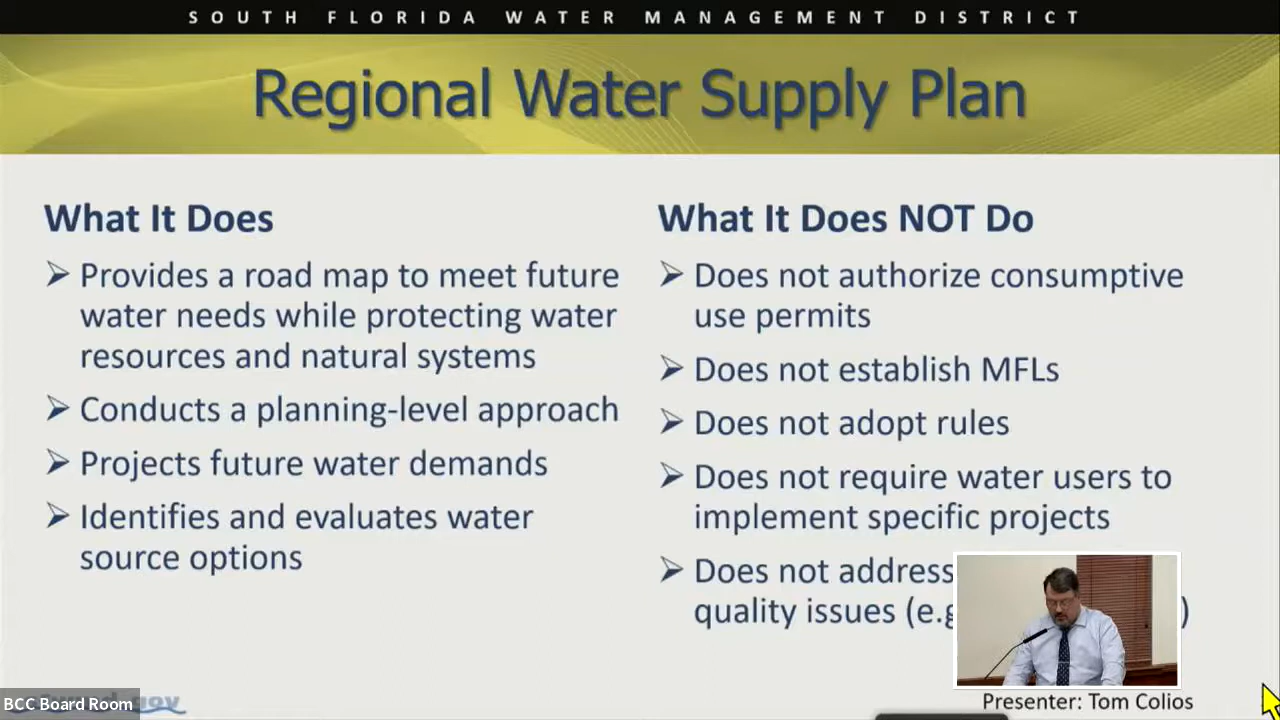 SOUTH FLORIDA WATER MANAGEMENT DISTRICT
Regional Water Supply Plan
What It Does
Provides a road map to meet future
water needs while protecting water
resources and natural systems
Conducts a planning-level approach
Projects future water demands
Identifies and evaluates water
source options
What It Does NOT Do
Does not authorize consumptive
use permits
Does not establish MFLs
Does not adopt rules
Does not require water users to
implement specific projects
Does not address
quality issues (e.g )
BCC Board Room
Presenter: Tom Colios